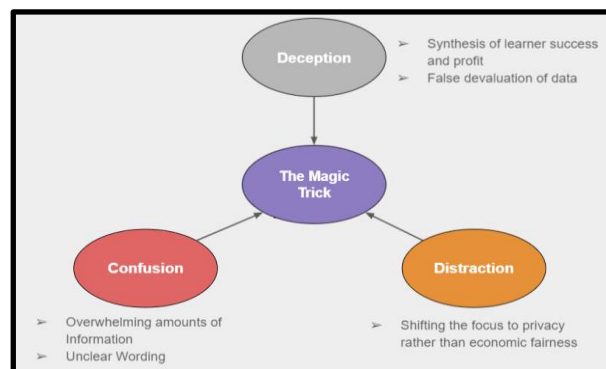 Deception
➢ Synthesis of learner success
and profit
➢ False devaluation of data
The Magic
Trick
Confusion
➢ Overwhelming amounts of
Information
➢ Unclear Wording
Distraction
➢ Shifting the focus to privacy
rather than economic fairness